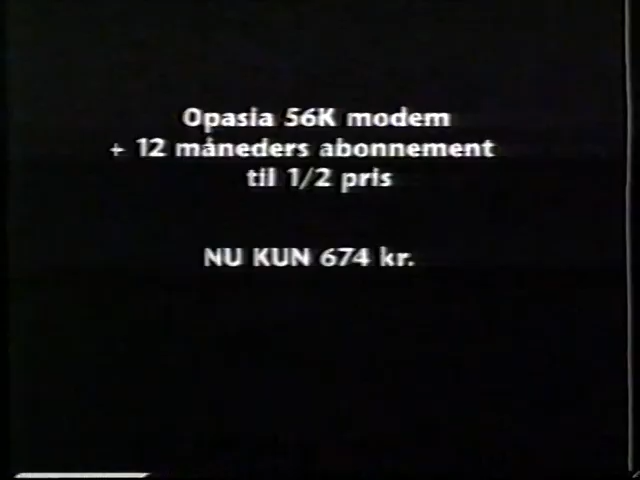 Opasia 56K modem
+ 12 måneders abonnement
til 1/2 pris
NU KUN 674 kr.